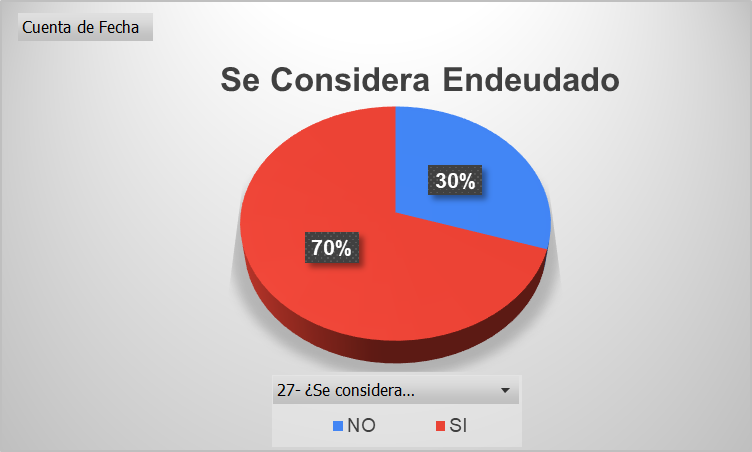 Cuenta de Fecha
Se Considera Endeudado
30%
70%
27- ¿Se considera...
NO SI